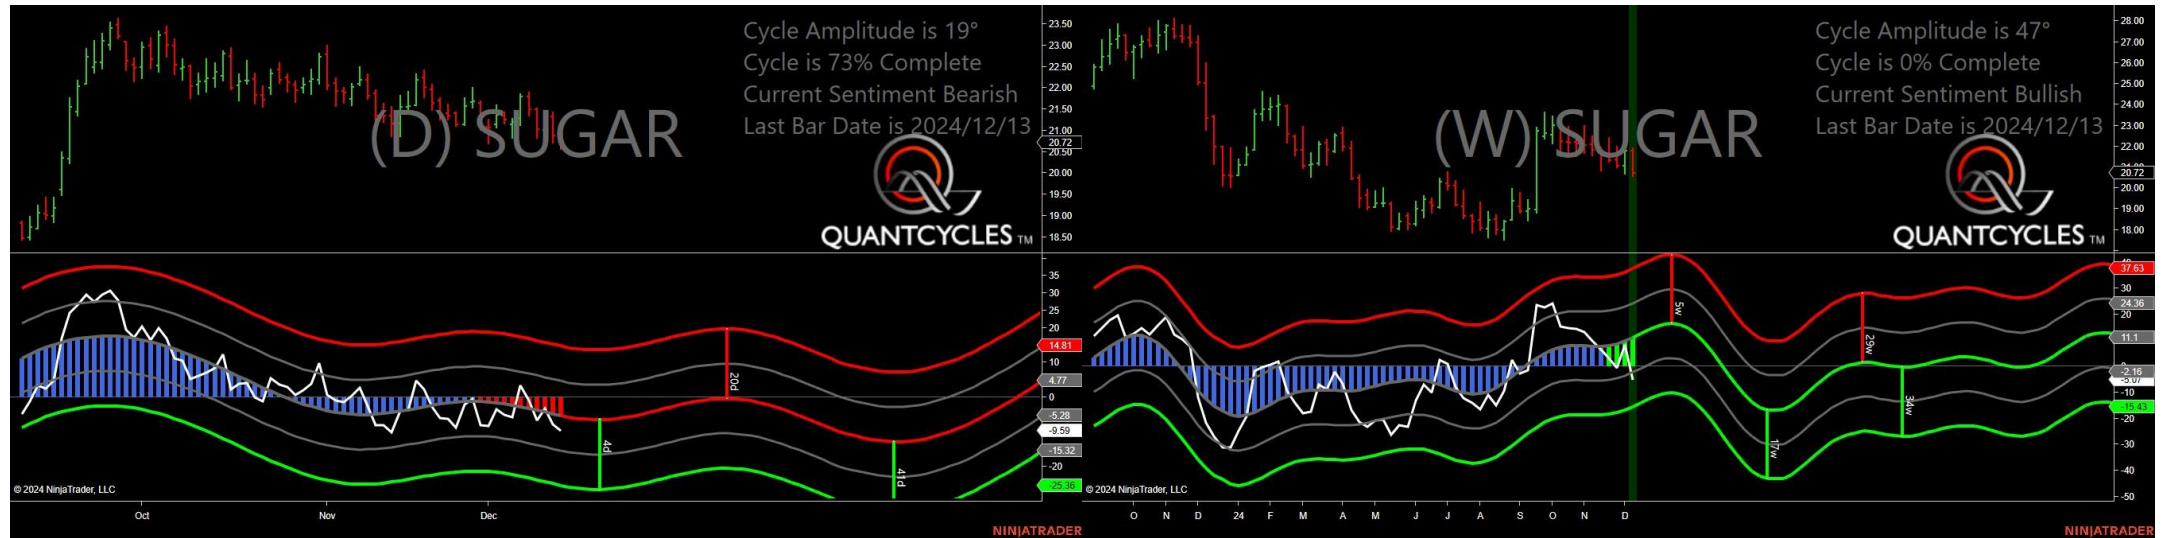 Cycle Amplitude is 19°
Cycle is 73% Complete
Current Sentiment Bearish
Last Bar Date is 2024/12/13
(D) SUGAR
QUANTCYCLES TM
23.50
23.00
22.50
22.00
21.50
21.00
20.72
20.50
20.00
19.50
19.00
18.50
35
30
25
20
14.81
10
4.77
0
-5.28
-9.59
-15.32
-20
-25.36
20d
4d
41d
© 2024 NinjaTrader, LLC
Oct
Nov
Dec
NINJATRADER
Cycle Amplitude is 47°
Cycle is 0% Complete
Current Sentiment Bullish
Last Bar Date is 2024/12/13
(W) SUGAR
QUANTCYCLES TM
28.00
27.00
26.00
25.00
24.00
23.00
22.00
20.72
20.00
19.00
18.00
37.63
30
24.36
20
11.1
-2.16
-5.07
-10
-15.43
-20
-30
-40
-50
5w
29w
17w
34w
© 2024 NinjaTrader, LLC
O N D 24 F M A M J J A S O N D
NINJATRADER